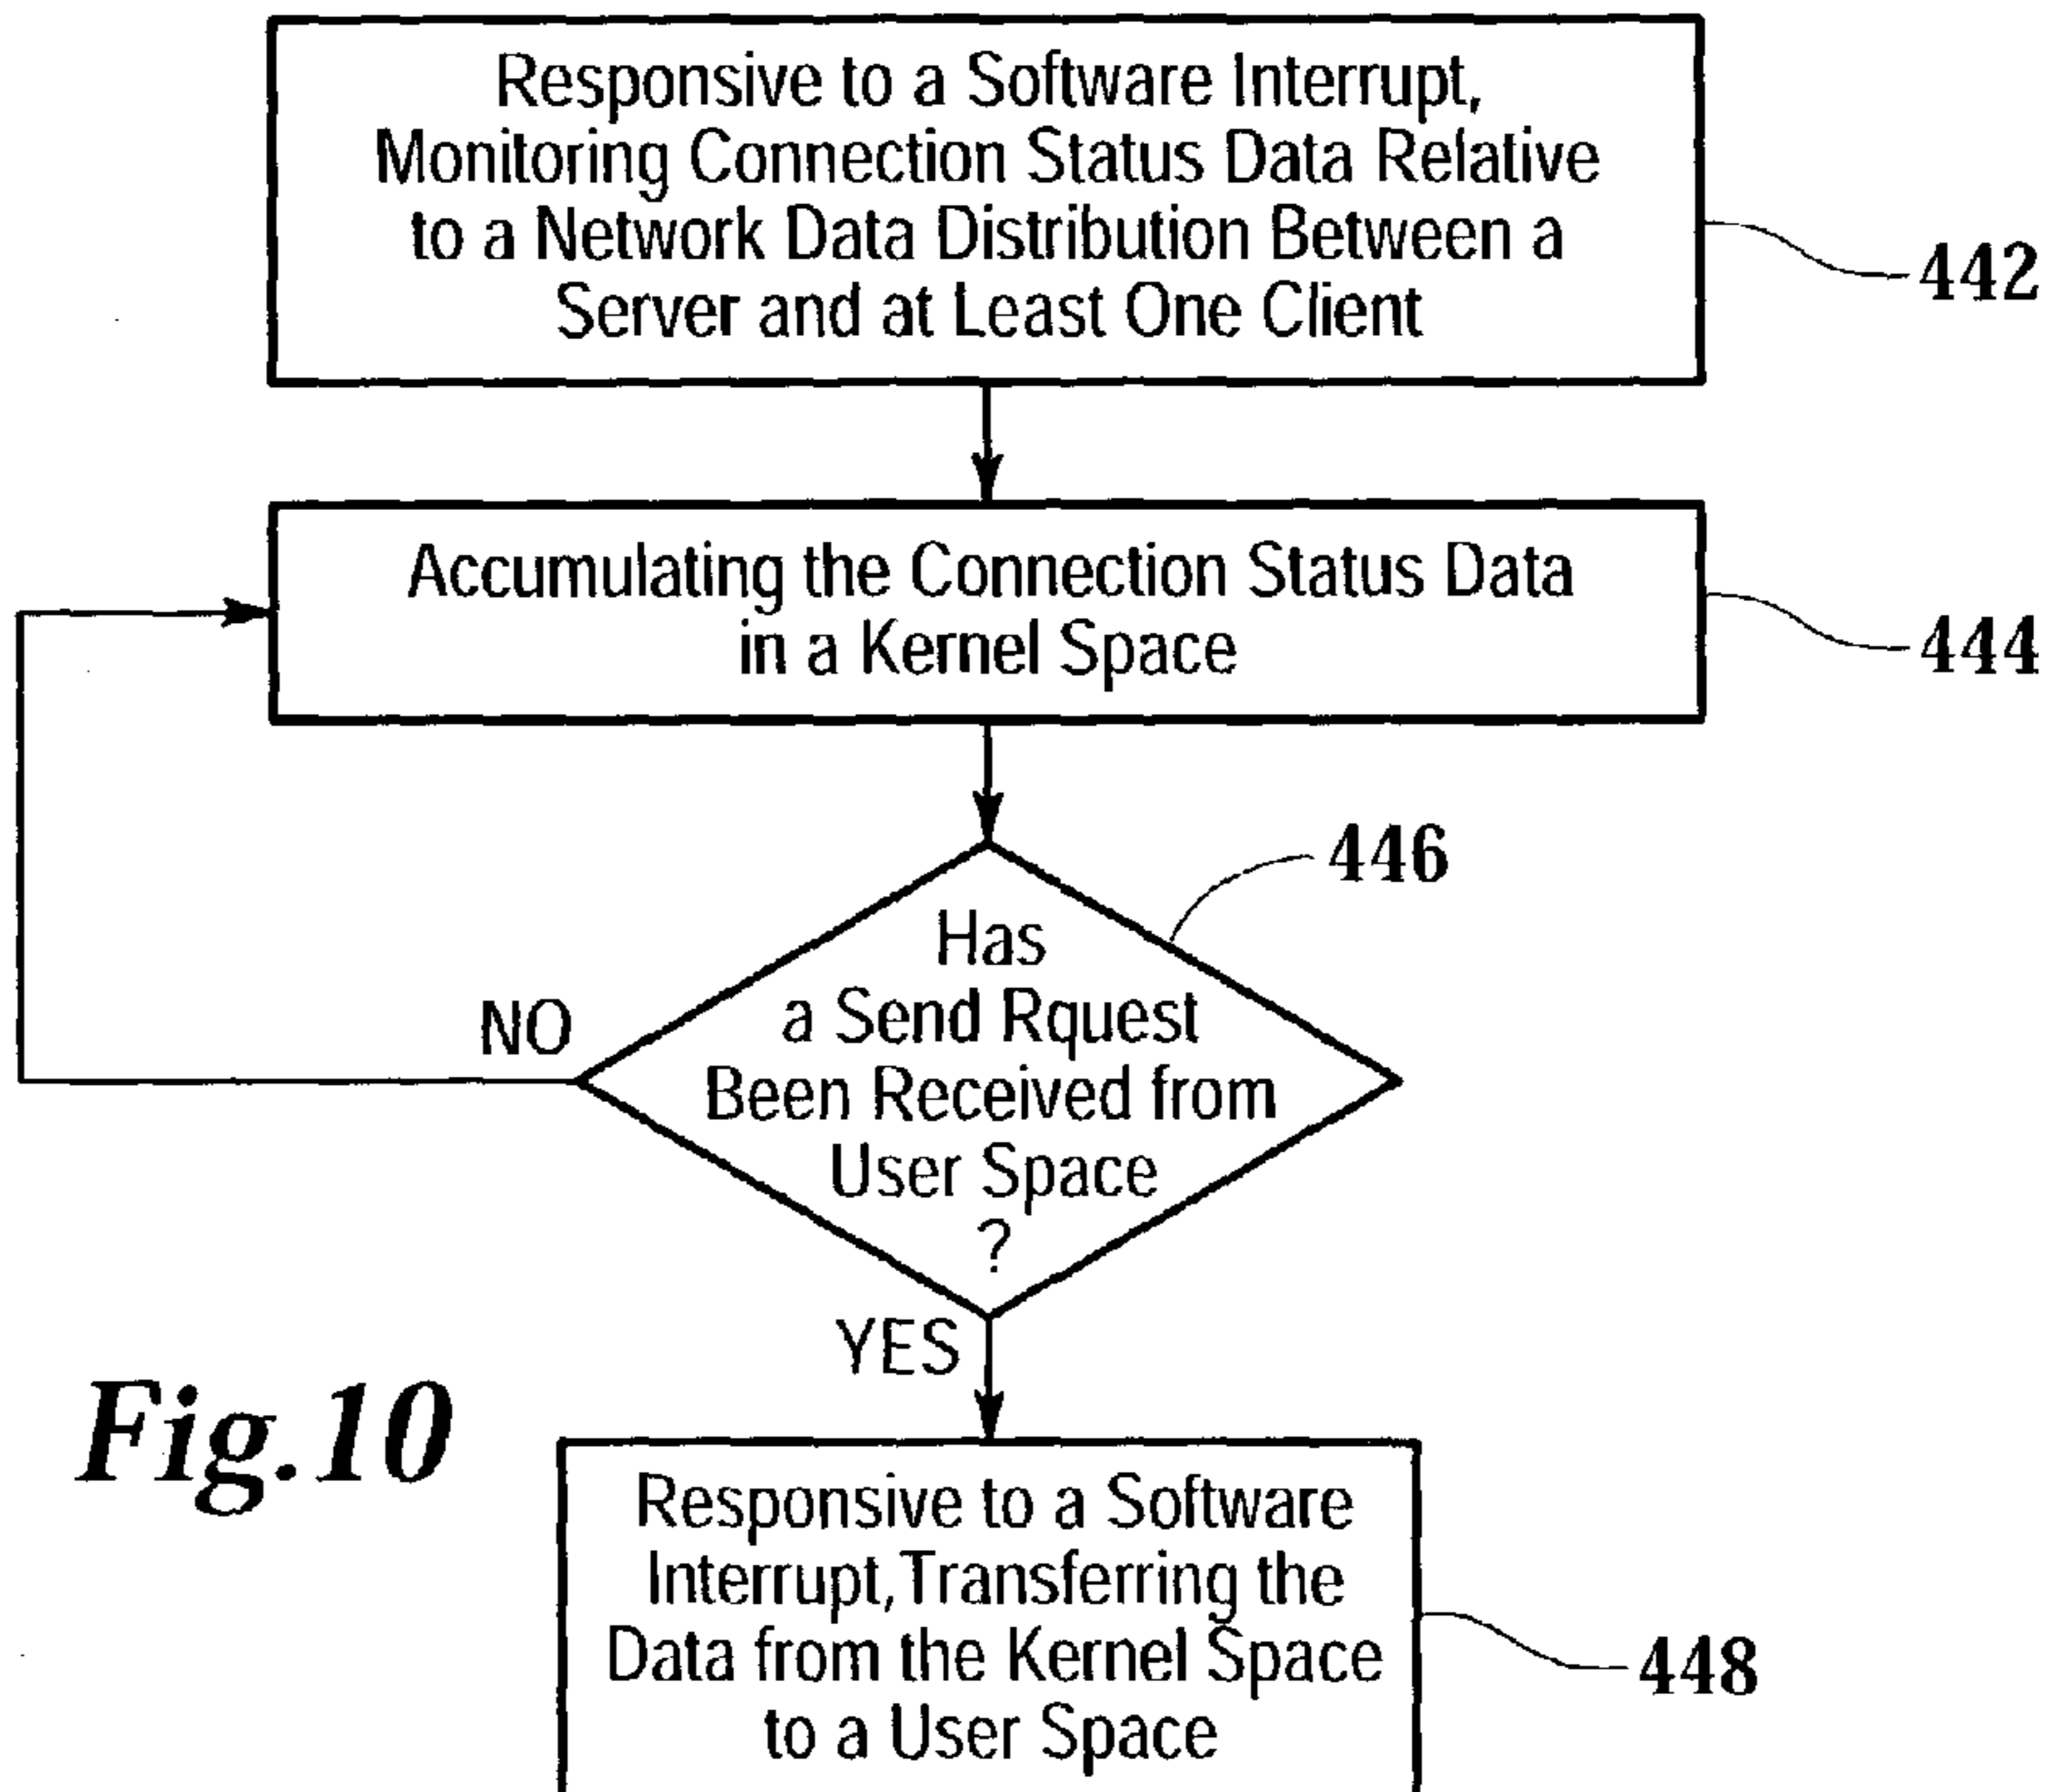 Responsive to a Software Interrupt,
Monitoring Connection Status Data Relative
to a Network Data Distribution Between a
Server and at Least One Client
442
Accumulating the Connection Status Data
in a Kernel Space
444
446
Has
a Send Rquest
Been Received from
User Space
?
NO
YES
Fig.10
Responsive to a Software
Interrupt, Transferring the
Data from the Kernel Space
to a User Space
448